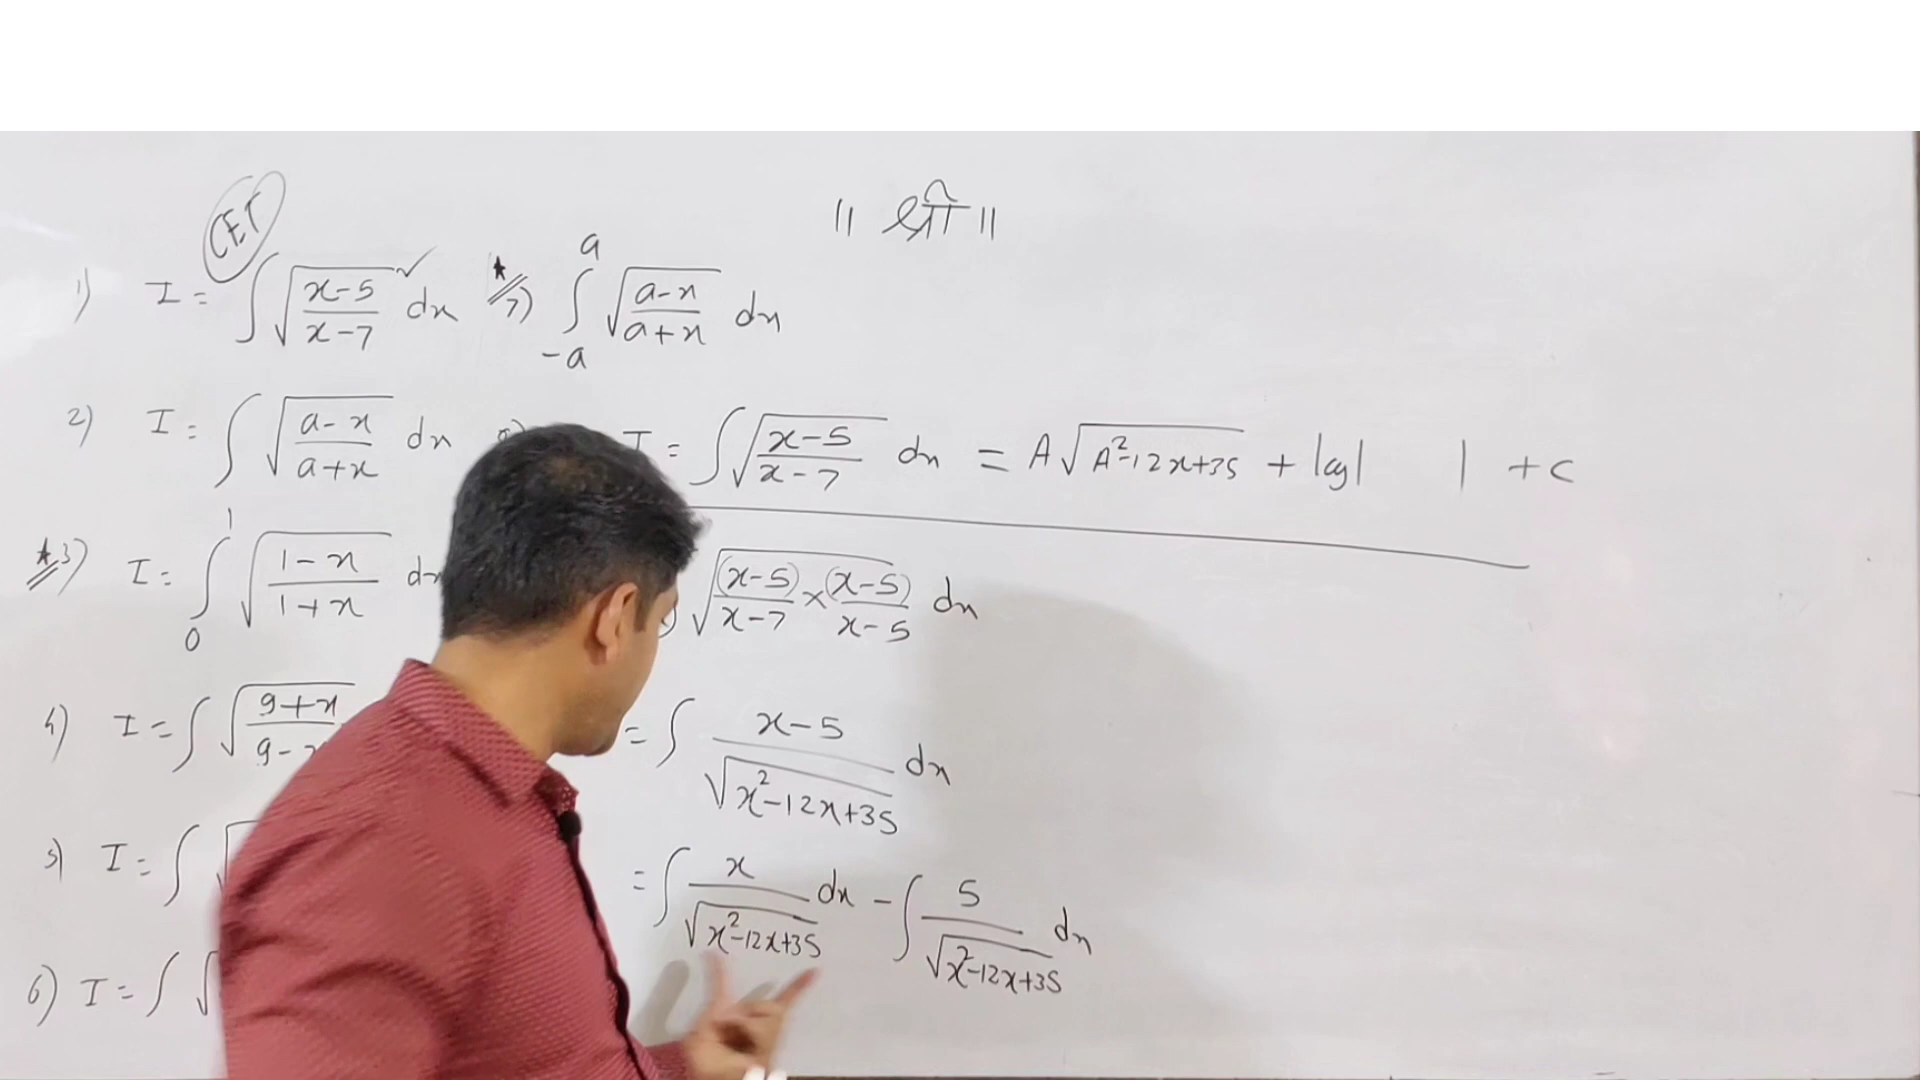 ॥ श्री ॥
CET
1) I = ∫ √((x-5)/(x-7)) dx ✓
★ 7) ∫_{-a}^{a} √((a-x)/(a+x)) dx
2) I = ∫ √((a-x)/(a+x)) dx
I = ∫ √((x-5)/(x-7)) dx = A√(A²-12x+35) + log| | + c
★ 3) I = ∫_{0}^{1} √((1-x)/(1+x))
√((x-5)/(x-7) × (x-5)/(x-5)) dx
4) I = ∫ √((9+x)/(9-
= ∫ (x-5)/√(x²-12x+35) dx
5) I = ∫ √
= ∫ x/√(x²-12x+35) dx - ∫ 5/√(x²-12x+35) dx
6) I = ∫ √